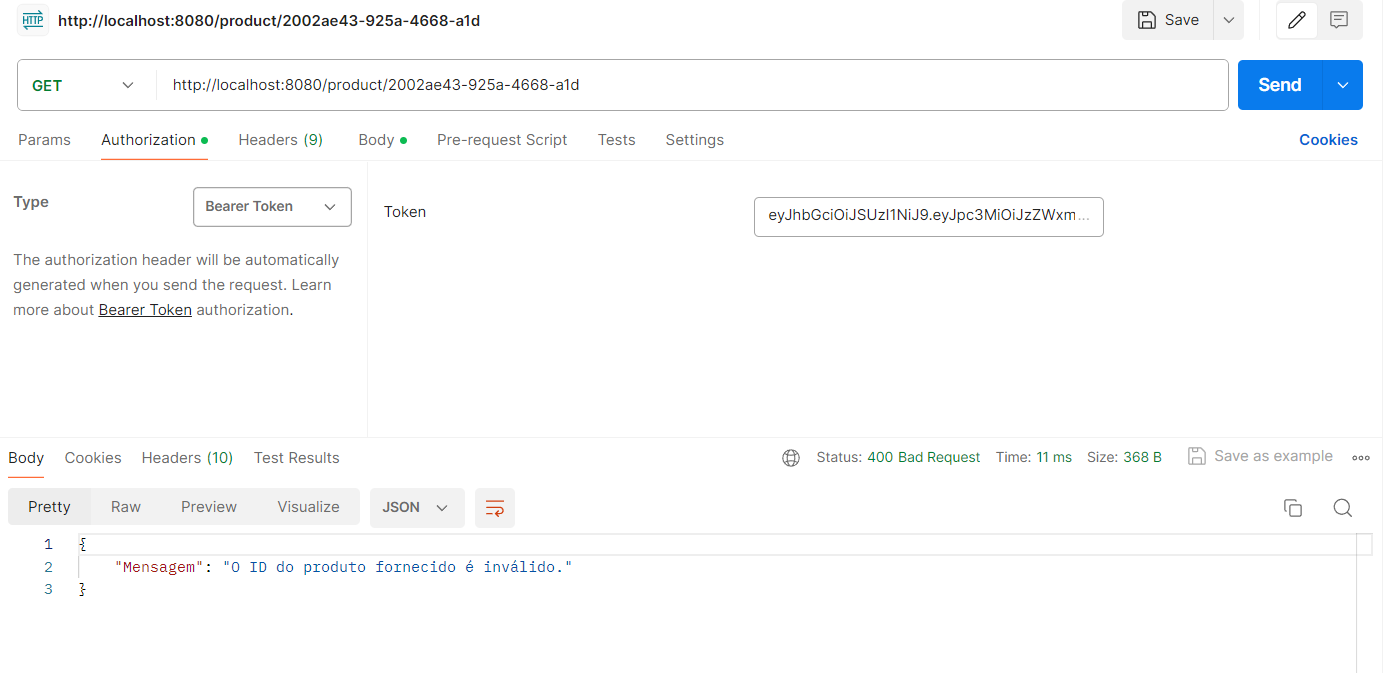 HTTP http://localhost:8080/product/2002ae43-925a-4668-a1d Save
GET http://localhost:8080/product/2002ae43-925a-4668-a1d Send
Params Authorization Headers (9) Body Pre-request Script Tests Settings Cookies
Type Bearer Token
The authorization header will be automatically
generated when you send the request. Learn
more about Bearer Token authorization.
Token eyJhbGciOiJSUzI1NiJ9.eyJpc3MiOiJzZWxm...
Body Cookies Headers (10) Test Results Status: 400 Bad Request Time: 11 ms Size: 368 B Save as example
Pretty Raw Preview Visualize JSON
1 {
2 "Mensagem": "O ID do produto fornecido é inválido."
3 }